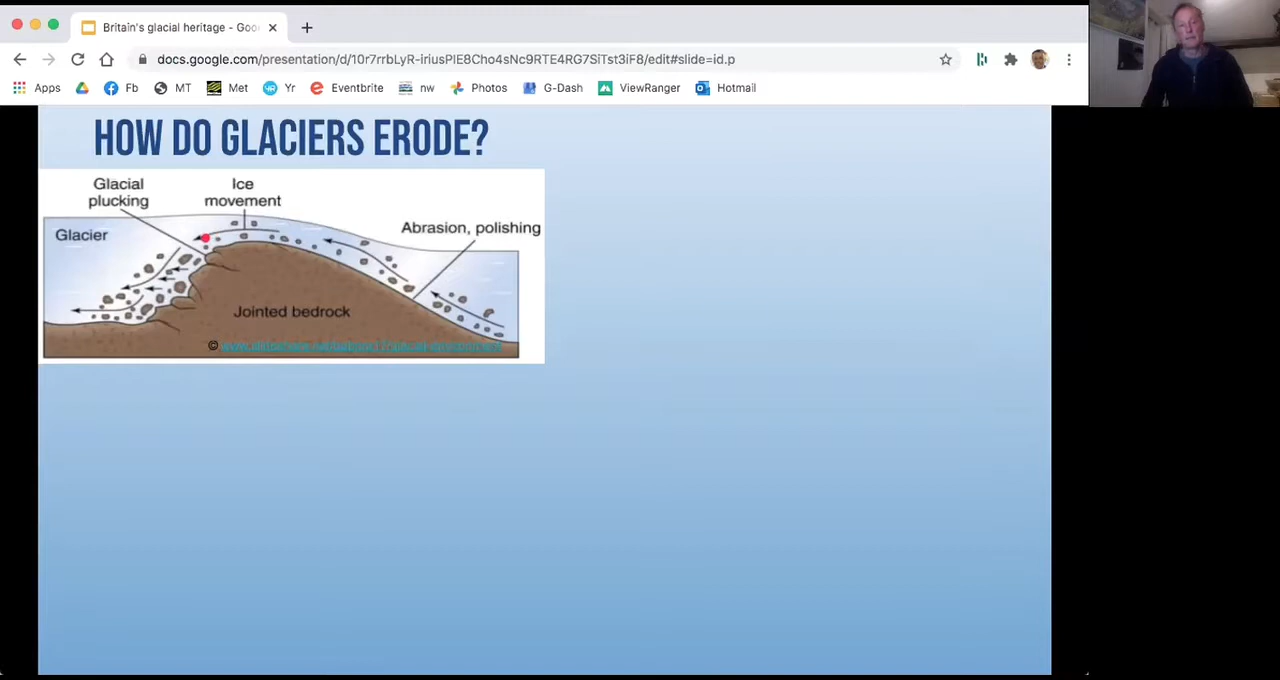 Britain's glacial heritage - Goo
docs.google.com/presentation/d/10r7rrbLyR-iriusPlE8Cho4sNc9RTE4RG7SiTst3iF8/edit#slide=id.p
Apps Fb MT Met Yr Eventbrite nw Photos G-Dash ViewRanger Hotmail
HOW DO GLACIERS ERODE?
Glacial
plucking
Ice
movement
Glacier
Abrasion, polishing
Jointed bedrock
©